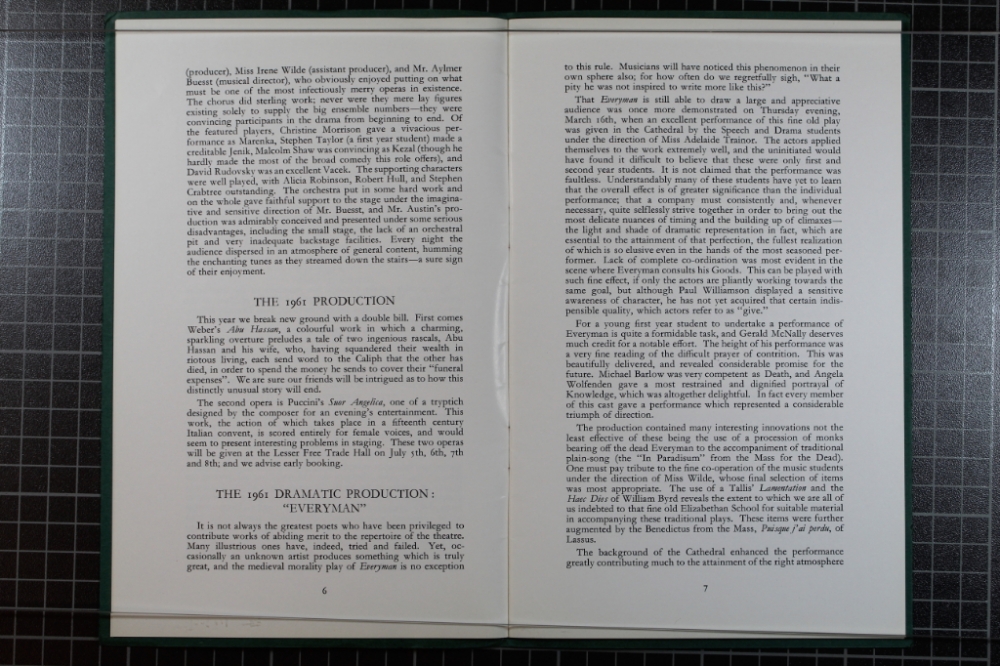 (producer), Miss Irene Wilde (assistant producer), and Mr. Aylmer
Buesst (musical director), who obviously enjoyed putting on what
must be one of the most infectiously merry operas in existence.
The chorus did sterling work; never were they mere lay figures
existing solely to supply the big ensemble numbers—they were
convincing participants in the drama from beginning to end. Of
the featured players, Christine Morrison gave a vivacious per-
formance as Marenka, Stephen Taylor (a first year student) made a
creditable Jenik, Malcolm Shaw was convincing as Kezal (though he
hardly made the most of the broad comedy this role offers), and
David Rudovsky was an excellent Vacek. The supporting characters
were well played, with Alicia Robinson, Robert Hull, and Stephen
Crabtree outstanding. The orchestra put in some hard work and
on the whole gave faithful support to the stage under the imagina-
tive and sensitive direction of Mr. Buesst, and Mr. Austin's pro-
duction was admirably conceived and presented under some serious
disadvantages, including the small stage, the lack of an orchestral
pit and very inadequate backstage facilities. Every night the
audience dispersed in an atmosphere of general content, humming
the enchanting tunes as they streamed down the stairs—a sure sign
of their enjoyment.
THE 1961 PRODUCTION
This year we break new ground with a double bill. First comes
Weber's Abu Hassan, a colourful work in which a charming,
sparkling overture preludes a tale of two ingenious rascals, Abu
Hassan and his wife, who, having squandered their wealth in
riotous living, each send word to the Caliph that the other has
died, in order to spend the money he sends to cover their "funeral
expenses". We are sure our friends will be intrigued as to how this
distinctly unusual story will end.
The second opera is Puccini's Suor Angelica, one of a tryptich
designed by the composer for an evening's entertainment. This
work, the action of which takes place in a fifteenth century
Italian convent, is scored entirely for female voices, and would
seem to present interesting problems in staging. These two operas
will be given at the Lesser Free Trade Hall on July 5th, 6th, 7th
and 8th; and we advise early booking.
THE 1961 DRAMATIC PRODUCTION:
"EVERYMAN"
It is not always the greatest poets who have been privileged to
contribute works of abiding merit to the repertoire of the theatre.
Many illustrious ones have, indeed, tried and failed. Yet, oc-
casionally an unknown artist produces something which is truly
great, and the medieval morality play of Everyman is no exception
6
to this rule. Musicians will have noticed this phenomenon in their
own sphere also; for how often do we regretfully sigh, "What a
pity he was not inspired to write more like this?"
That Everyman is still able to draw a large and appreciative
audience was once more demonstrated on Thursday evening,
March 16th, when an excellent performance of this fine old play
was given in the Cathedral by the Speech and Drama students
under the direction of Miss Adelaide Trainor. The actors applied
themselves to the work extremely well, and the uninitiated would
have found it difficult to believe that these were only first and
second year students. It is not claimed that the performance was
faultless. Understandably many of these students have yet to learn
that the overall effect is of greater significance than the individual
performance; that a company must consistently and, whenever
necessary, quite selflessly strive together in order to bring out the
most delicate nuances of timing and the building up of climaxes—
the light and shade of dramatic representation in fact, which are
essential to the attainment of that perfection, the fullest realization
of which is so elusive even in the hands of the most seasoned per-
former. Lack of complete co-ordination was most evident in the
scene where Everyman consults his Goods. This can be played with
such fine effect, if only the actors are pliantly working towards the
same goal, but although Paul Williamson displayed a sensitive
awareness of character, he has not yet acquired that certain indis-
pensible quality, which actors refer to as "give."
For a young first year student to undertake a performance of
Everyman is quite a formidable task, and Gerald McNally deserves
much credit for a notable effort. The height of his performance was
a very fine reading of the difficult prayer of contrition. This was
beautifully delivered, and revealed considerable promise for the
future. Michael Barlow was very competent as Death, and Angela
Wolfenden gave a most restrained and dignified portrayal of
Knowledge, which was altogether delightful. In fact every member
of this cast gave a performance which represented a considerable
triumph of direction.
The production contained many interesting innovations not the
least effective of these being the use of a procession of monks
bearing off the dead Everyman to the accompaniment of traditional
plain-song (the "In Paradisum" from the Mass for the Dead).
One must pay tribute to the fine co-operation of the music students
under the direction of Miss Wilde, whose final selection of items
was most appropriate. The use of a Tallis' Lamentation and the
Haec Dies of William Byrd reveals the extent to which we are all of
us indebted to that fine old Elizabethan School for suitable material
in accompanying these traditional plays. These items were further
augmented by the Benedictus from the Mass, Puisque j'ai perdu, of
Lassus.
The background of the Cathedral enhanced the performance
greatly contributing much to the attainment of the right atmosphere
7